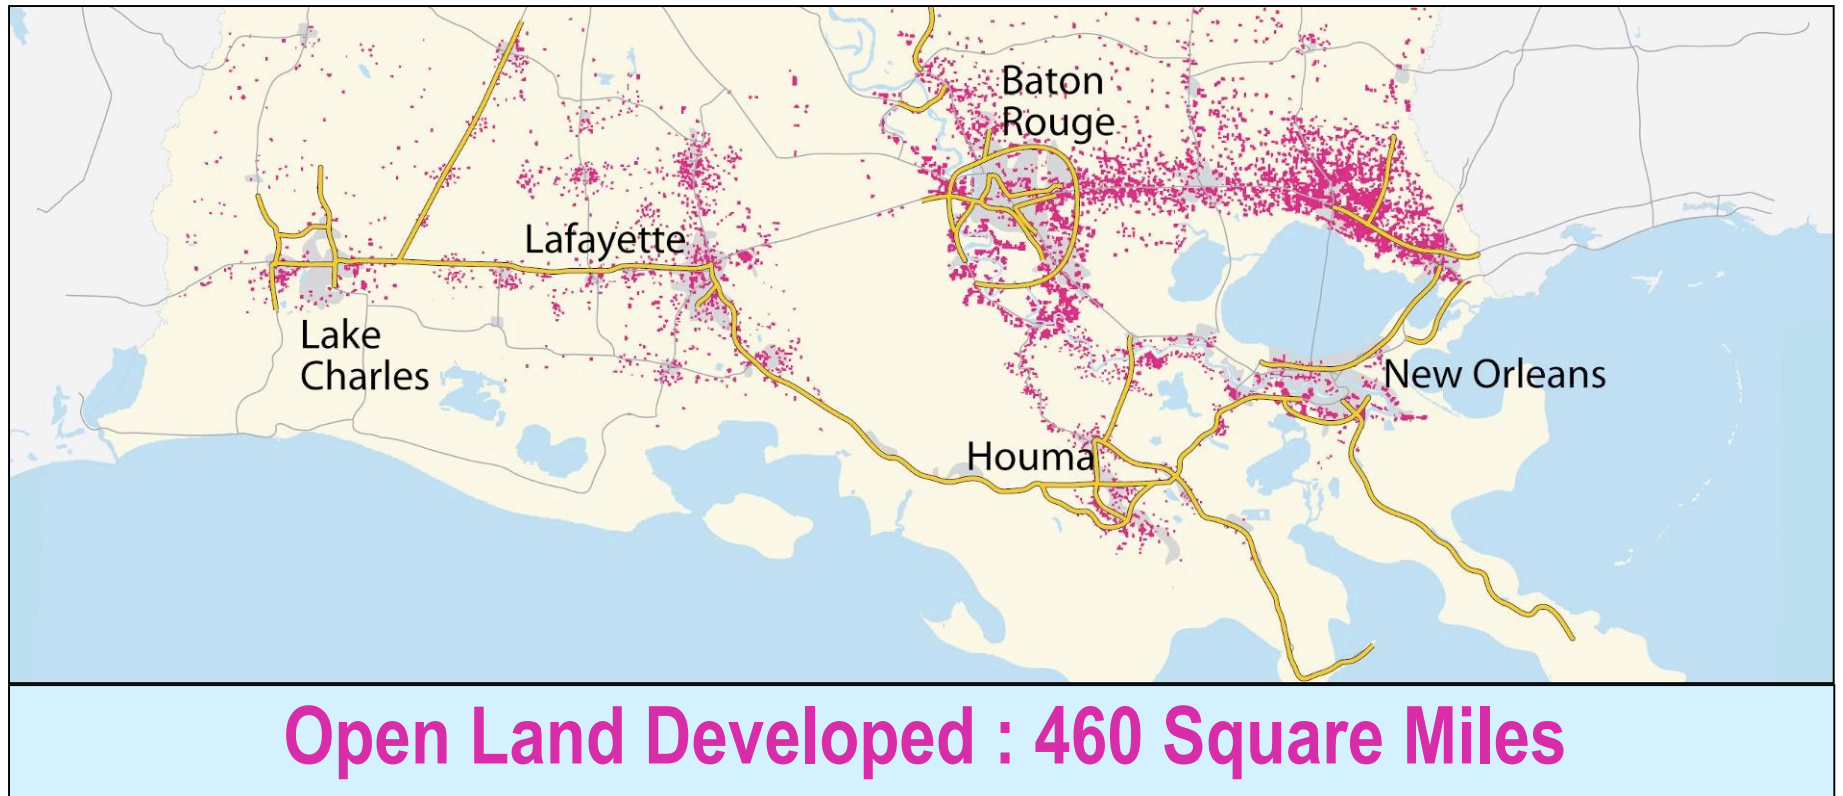 Baton
Rouge
Lafayette
Lake
Charles
New Orleans
Houma
Open Land Developed : 460 Square Miles